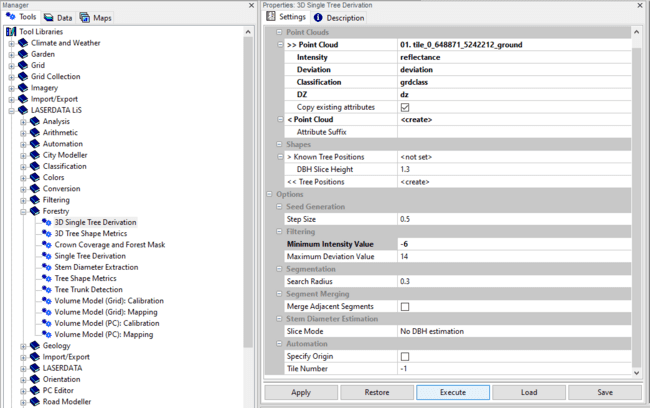 Manager
Tools Data Maps
Tool Libraries
Climate and Weather
Garden
Grid
Grid Collection
Imagery
Import/Export
LASERDATA LiS
Analysis
Arithmetic
Automation
City Modeller
Classification
Colors
Conversion
Filtering
Forestry
3D Single Tree Derivation
3D Tree Shape Metrics
Crown Coverage and Forest Mask
Single Tree Derivation
Stem Diameter Extraction
Tree Shape Metrics
Tree Trunk Detection
Volume Model (Grid): Calibration
Volume Model (Grid): Mapping
Volume Model (PC): Calibration
Volume Model (PC): Mapping
Geology
Import/Export
LASERDATA
Orientation
PC Editor
Road Modeller
Properties: 3D Single Tree Derivation
Settings Description
Point Clouds
>> Point Cloud 01. tile_0_648871_5242212_ground
Intensity reflectance
Deviation deviation
Classification grdclass
DZ dz
Copy existing attributes
< Point Cloud <create>
Attribute Suffix
Shapes
> Known Tree Positions <not set>
DBH Slice Height 1.3
<< Tree Positions <create>
Options
Seed Generation
Step Size 0.5
Filtering
Minimum Intensity Value -6
Maximum Deviation Value 14
Segmentation
Search Radius 0.3
Segment Merging
Merge Adjacent Segments
Stem Diameter Estimation
Slice Mode No DBH estimation
Automation
Specify Origin
Tile Number -1
Apply Restore Execute Load Save